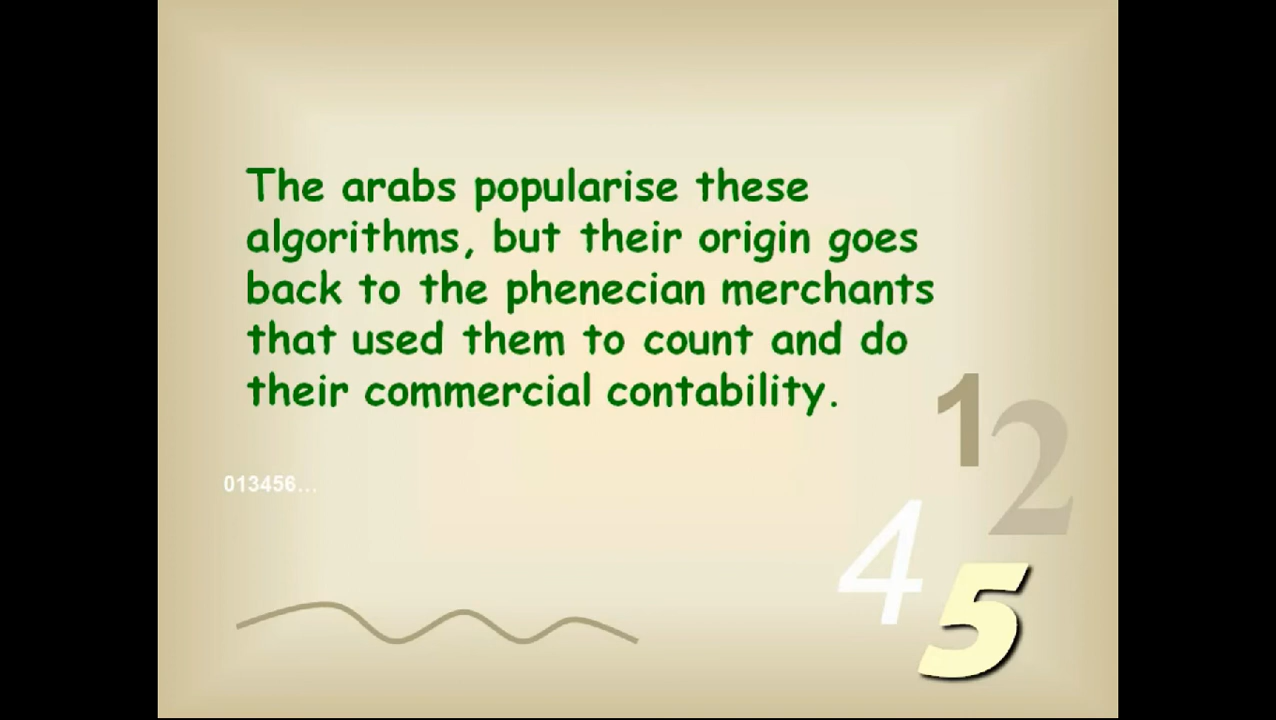 The arabs popularise these
algorithms, but their origin goes
back to the phenecian merchants
that used them to count and do
their commercial contability.
013456...
1
2
4
5